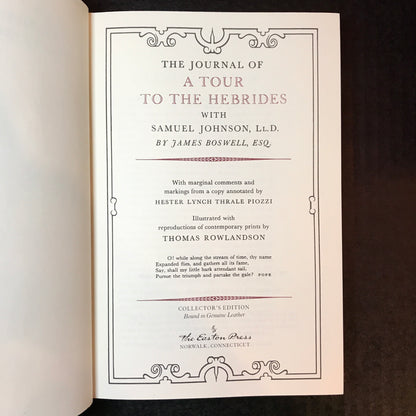 THE JOURNAL OF
A TOUR
TO THE HEBRIDES
WITH
SAMUEL JOHNSON, LL.D.
BY JAMES BOSWELL, ESQ.
With marginal comments and
markings from a copy annotated by
HESTER LYNCH THRALE PIOZZI
Illustrated with
reproductions of contemporary prints by
THOMAS ROWLANDSON
O! while along the stream of time, thy name
Expanded flies, and gathers all its fame,
Say, shall my little bark attendant sail,
Pursue the triumph and partake the gale? POPE
COLLECTOR'S EDITION
Bound in Genuine Leather
The Easton Press
NORWALK, CONNECTICUT.